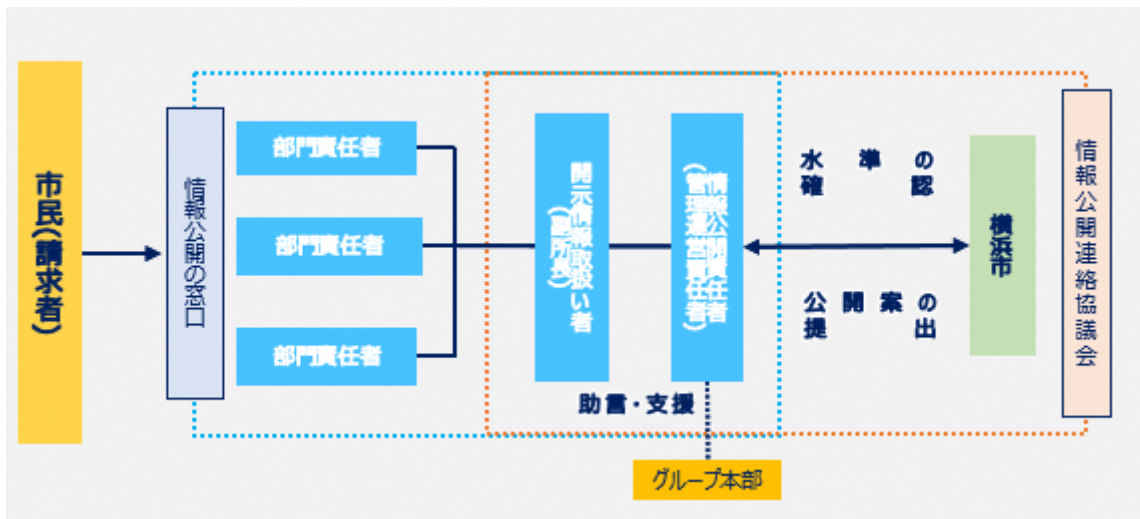 市民(請求者)
情報公開の窓口
部門責任者
部門責任者
部門責任者
開示情報取扱い者
(副所長)
情報公開責任者
(管理運営責任者)
水準の
確認
公開案の
提出
横浜市
情報公開連絡協議会
助言・支援
グループ本部